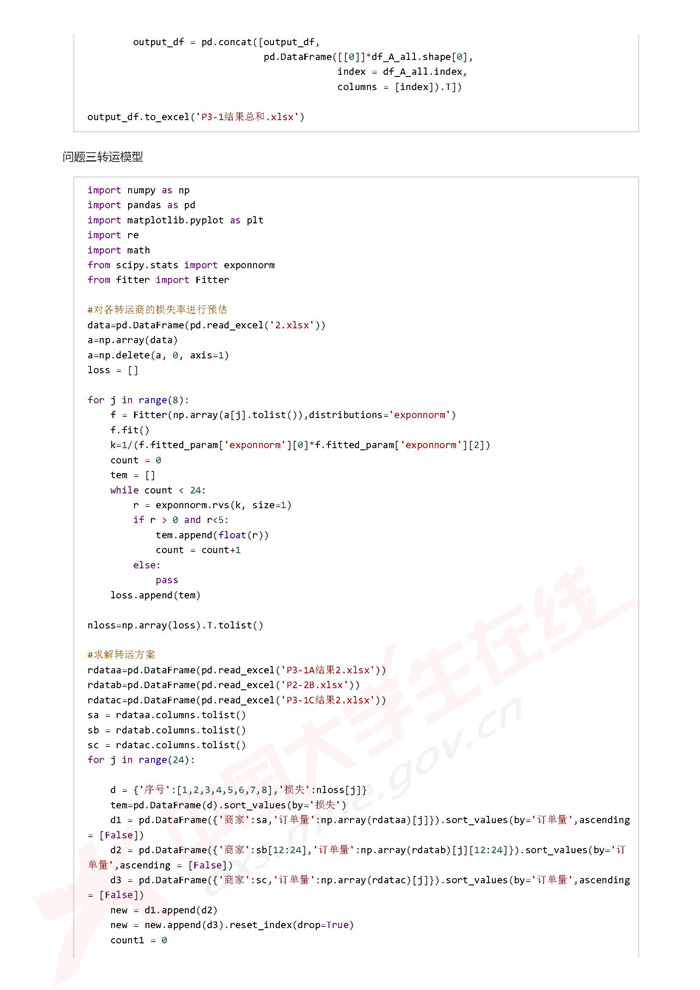 output_df = pd.concat([output_df,
pd.DataFrame([[0]]*df_A_all.shape[0],
index = df_A_all.index,
columns = [index]).T])
output_df.to_excel('P3-1结果总和.xlsx')
问题三转运模型
import numpy as np
import pandas as pd
import matplotlib.pyplot as plt
import re
import math
from scipy.stats import exponnorm
from fitter import Fitter
#对各转运商的损失率进行预估
data=pd.DataFrame(pd.read_excel('2.xlsx'))
a=np.array(data)
a=np.delete(a, 0, axis=1)
loss = []
for j in range(8):
f = Fitter(np.array(a[j].tolist()),distributions='exponnorm')
f.fit()
k=1/(f.fitted_param['exponnorm'][0]*f.fitted_param['exponnorm'][2])
count = 0
tem = []
while count < 24:
r = exponnorm.rvs(k, size=1)
if r > 0 and r<5:
tem.append(float(r))
count = count+1
else:
pass
loss.append(tem)
nloss=np.array(loss).T.tolist()
#求解转运方案
rdataa=pd.DataFrame(pd.read_excel('P3-1A结果2.xlsx'))
rdatab=pd.DataFrame(pd.read_excel('P2-2B.xlsx'))
rdatac=pd.DataFrame(pd.read_excel('P3-1C结果2.xlsx'))
sa = rdataa.columns.tolist()
sb = rdatab.columns.tolist()
sc = rdatac.columns.tolist()
for j in range(24):
d = {'序号':[1,2,3,4,5,6,7,8],'损失':nloss[j]}
tem=pd.DataFrame(d).sort_values(by='损失')
d1 = pd.DataFrame({'商家':sa,'订单量':np.array(rdataa)[j]}).sort_values(by='订单量',ascending
= [False])
d2 = pd.DataFrame({'商家':sb[12:24],'订单量':np.array(rdatab)[j][12:24]}).sort_values(by='订
单量',ascending = [False])
d3 = pd.DataFrame({'商家':sc,'订单量':np.array(rdatac)[j]}).sort_values(by='订单量',ascending
= [False])
new = d1.append(d2)
new = new.append(d3).reset_index(drop=True)
count1 = 0